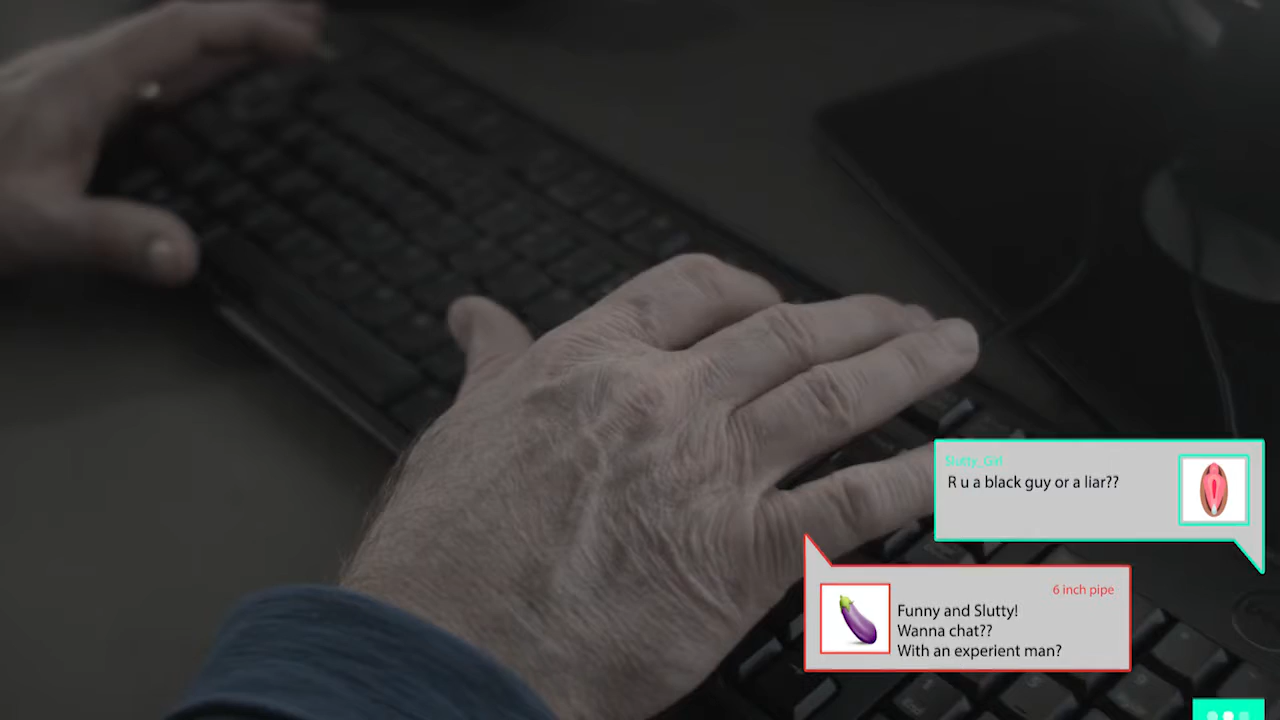 Slutty_Girl
R u a black guy or a liar??
6 inch pipe
Funny and Slutty!
Wanna chat??
With an experient man?